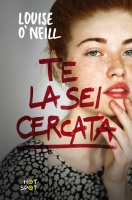 LOUISE
O'NEILL
TE
LA SEI
CERCATA
HOT
SPOT